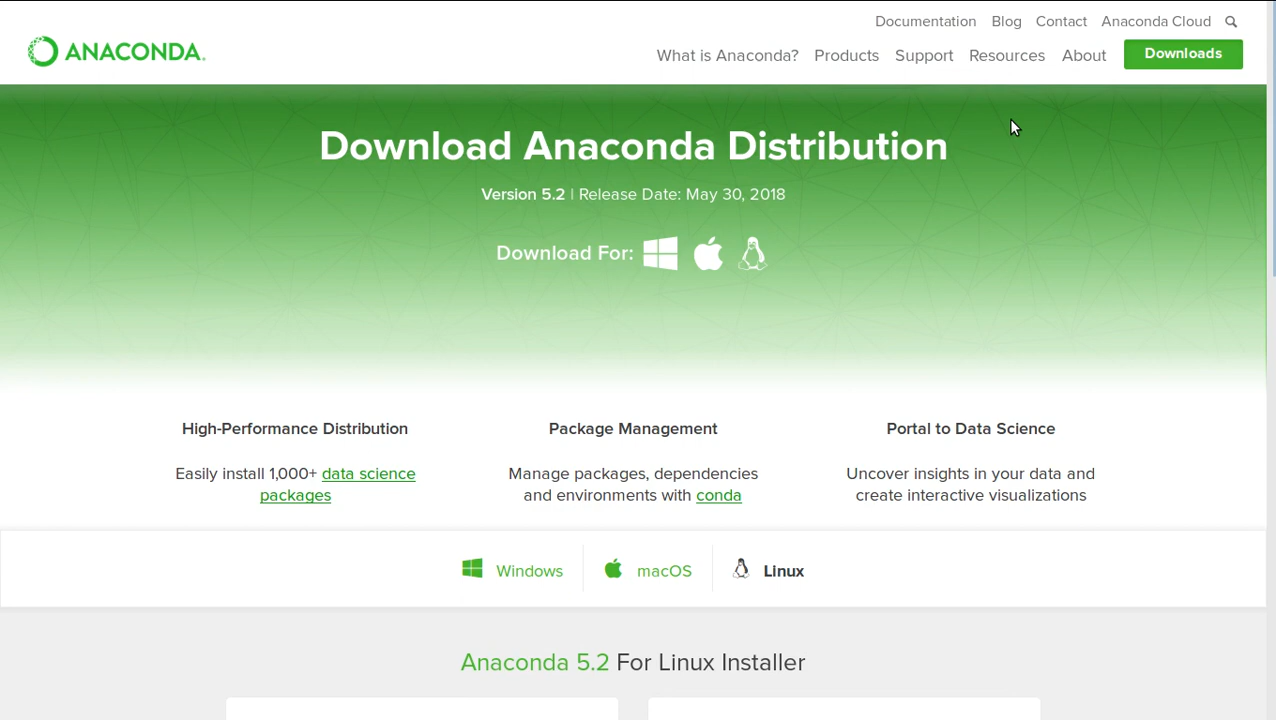 Documentation Blog Contact Anaconda Cloud
ANACONDA.
What is Anaconda? Products Support Resources About Downloads
Download Anaconda Distribution
Version 5.2 | Release Date: May 30, 2018
Download For:
High-Performance Distribution
Easily install 1,000+ data science
packages
Package Management
Manage packages, dependencies
and environments with conda
Portal to Data Science
Uncover insights in your data and
create interactive visualizations
Windows macOS Linux
Anaconda 5.2 For Linux Installer